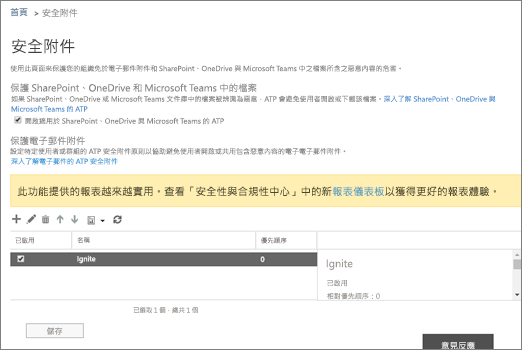 首頁 > 安全附件
安全附件
使用此頁面來保護您的組織免於電子郵件附件和 SharePoint、OneDrive 與 Microsoft Teams 中之檔案所含之惡意內容的危害。
保護 SharePoint、OneDrive 和 Microsoft Teams 中的檔案
如果 SharePoint、OneDrive 或 Microsoft Teams 文件庫中的檔案被辨識為惡意，ATP 會避免使用者開啟或下載該檔案。深入了解 SharePoint、OneDrive 與
Microsoft Teams 的 ATP
開啟適用於 SharePoint、OneDrive 與 Microsoft Teams 的 ATP
保護電子郵件附件
設定特定使用者或群組的 ATP 安全附件原則以協助避免使用者開啟或共用包含惡意內容的電子電子郵件附件。
深入了解電子郵件的 ATP 安全附件
此功能提供的報表越來越實用。查看「安全性與合規性中心」中的新報表儀表板以獲得更好的報表體驗。
已啟用 名稱 優先順序
Ignite 0
Ignite
已啟用
相對優先順序：0
已選取 1 個，總共 1 個
儲存
意見反應